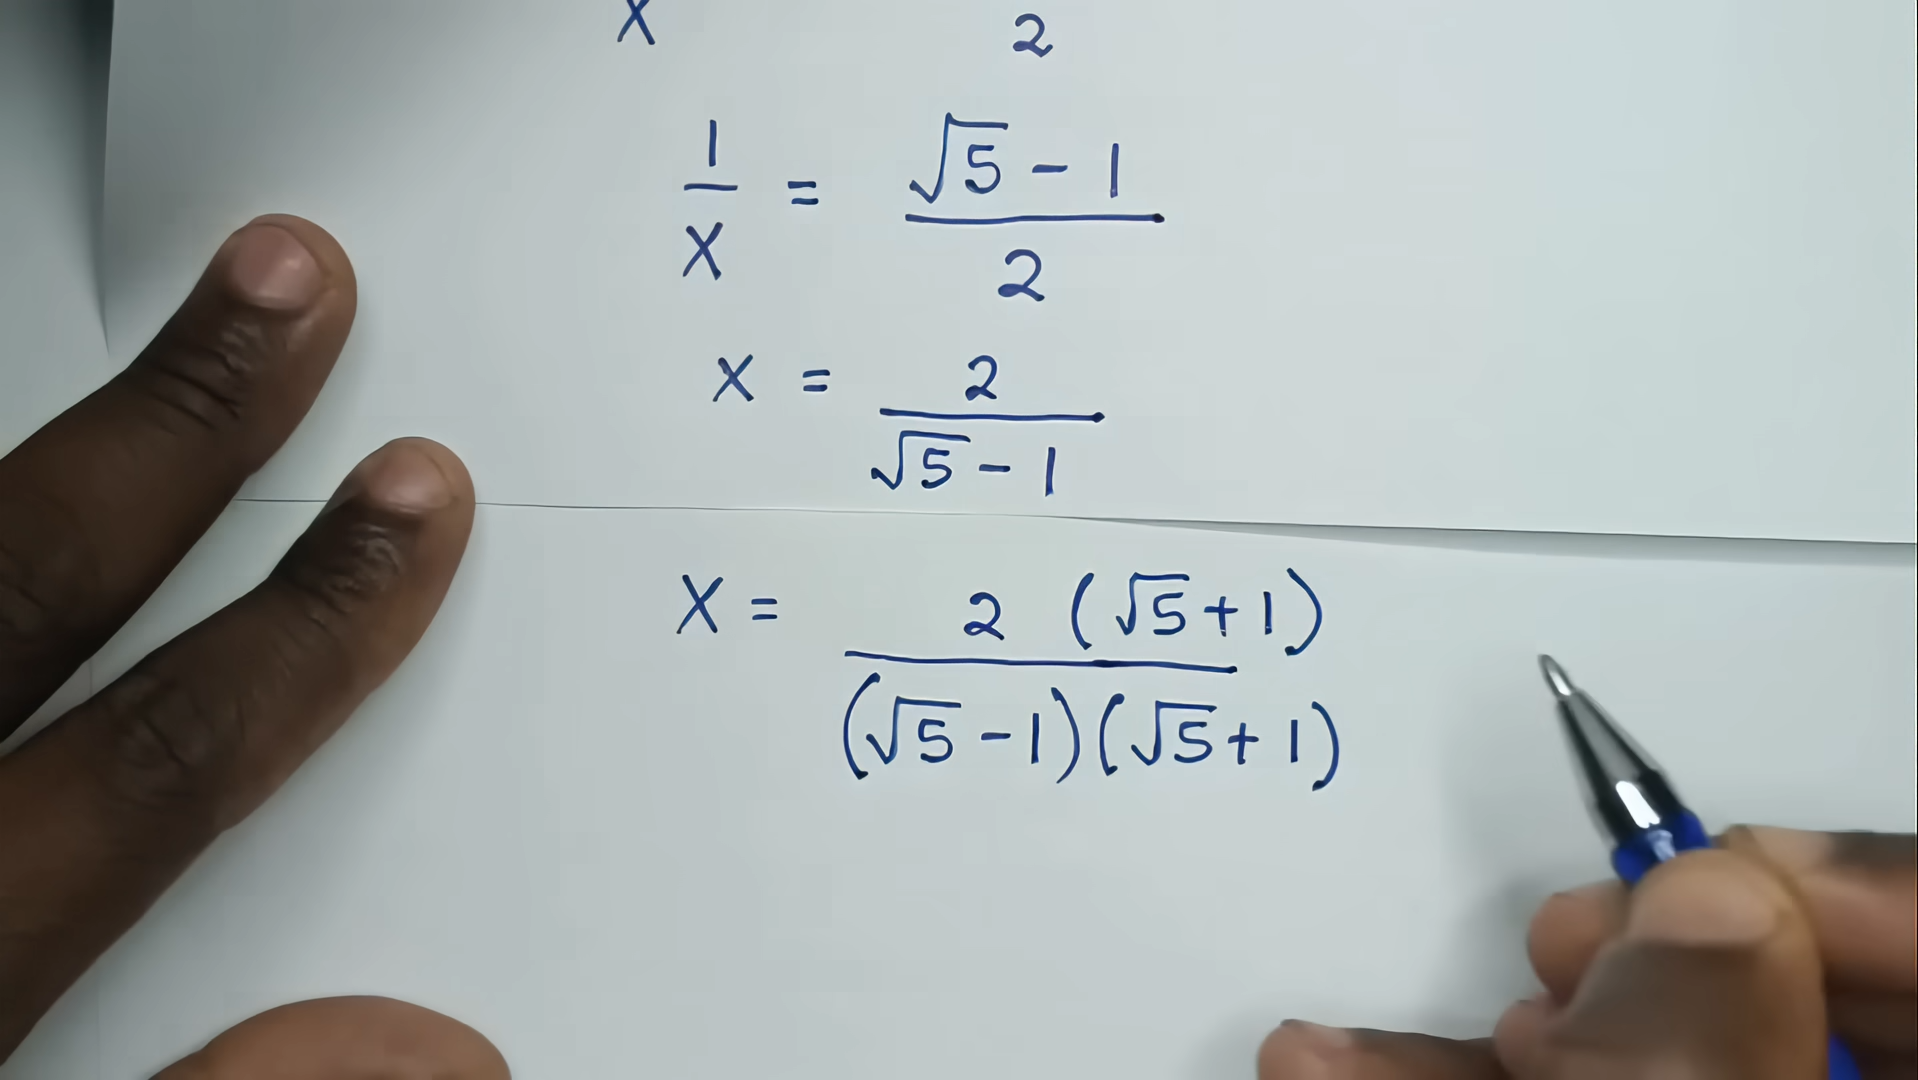 x 2
1/x = (√5 - 1)/2
x = 2/(√5 - 1)
x = 2 (√5 + 1)/(√5 - 1)(√5 + 1)